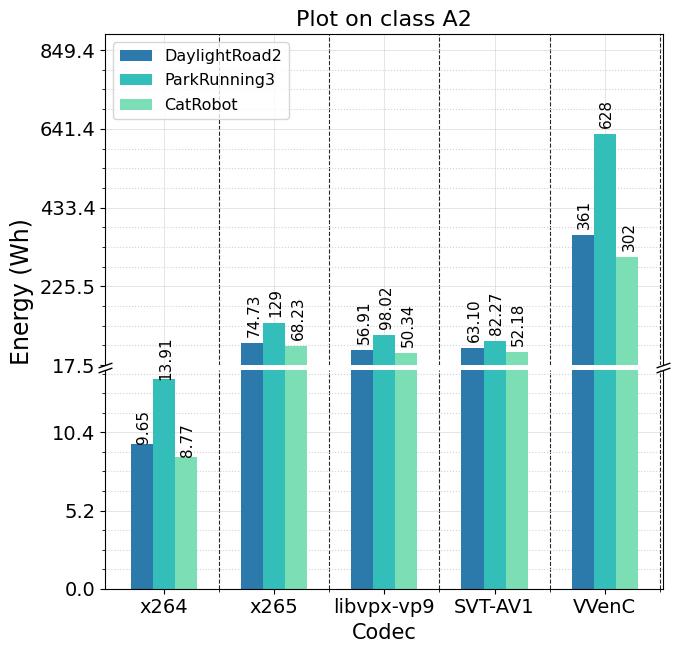 Plot on class A2
DaylightRoad2
ParkRunning3
CatRobot
Energy (Wh)
849.4
641.4
433.4
225.5
17.5
10.4
5.2
0.0
9.65
13.91
8.77
74.73
129
68.23
56.91
98.02
50.34
63.10
82.27
52.18
361
628
302
x264
x265
libvpx-vp9
SVT-AV1
VVenC
Codec